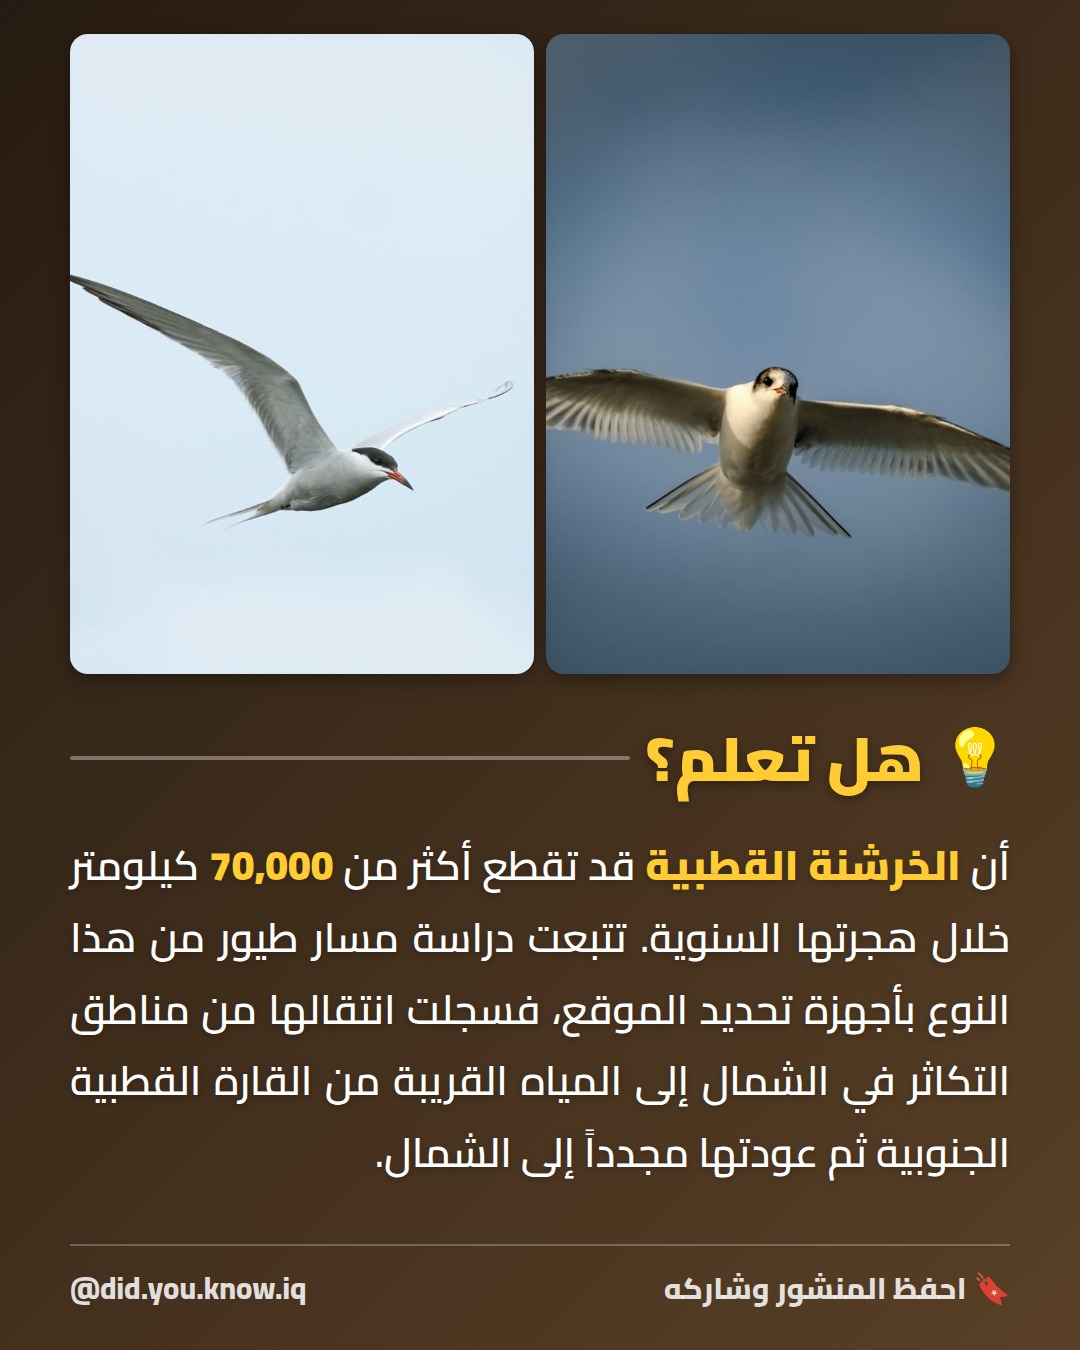 💡 هل تعلم؟
أن الخرشنة القطبية قد تقطع أكثر من 70,000 كيلومتر
خلال هجرتها السنوية. تتبعت دراسة مسار طيور من هذا
النوع بأجهزة تحديد الموقع، فسجلت انتقالها من مناطق
التكاثر في الشمال إلى المياه القريبة من القارة القطبية
الجنوبية ثم عودتها مجدداً إلى الشمال.
🔖 احفظ المنشور وشاركه
@did.you.know.iq